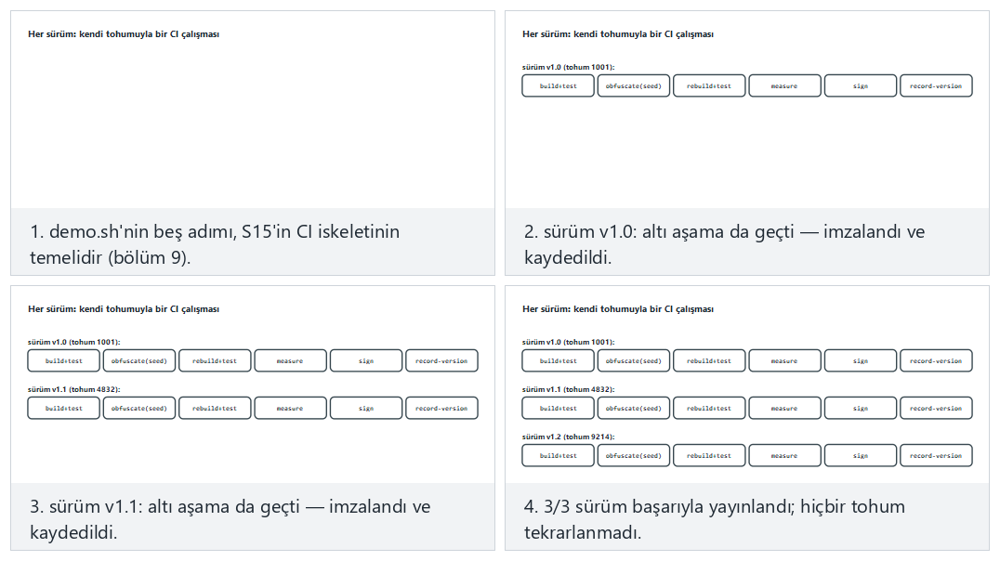 Her sürüm: kendi tohumuyla bir CI çalışması
1. demo.sh'nin beş adımı, S15'in CI iskeletinin
temelidir (bölüm 9).
Her sürüm: kendi tohumuyla bir CI çalışması
sürüm v1.0 (tohum 1001):
build+test obfuscate(seed) rebuild+test measure sign record-version
2. sürüm v1.0: altı aşama da geçti — imzalandı ve
kaydedildi.
Her sürüm: kendi tohumuyla bir CI çalışması
sürüm v1.0 (tohum 1001):
build+test obfuscate(seed) rebuild+test measure sign record-version
sürüm v1.1 (tohum 4832):
build+test obfuscate(seed) rebuild+test measure sign record-version
3. sürüm v1.1: altı aşama da geçti — imzalandı ve
kaydedildi.
Her sürüm: kendi tohumuyla bir CI çalışması
sürüm v1.0 (tohum 1001):
build+test obfuscate(seed) rebuild+test measure sign record-version
sürüm v1.1 (tohum 4832):
build+test obfuscate(seed) rebuild+test measure sign record-version
sürüm v1.2 (tohum 9214):
build+test obfuscate(seed) rebuild+test measure sign record-version
4. 3/3 sürüm başarıyla yayınlandı; hiçbir tohum
tekrarlanmadı.